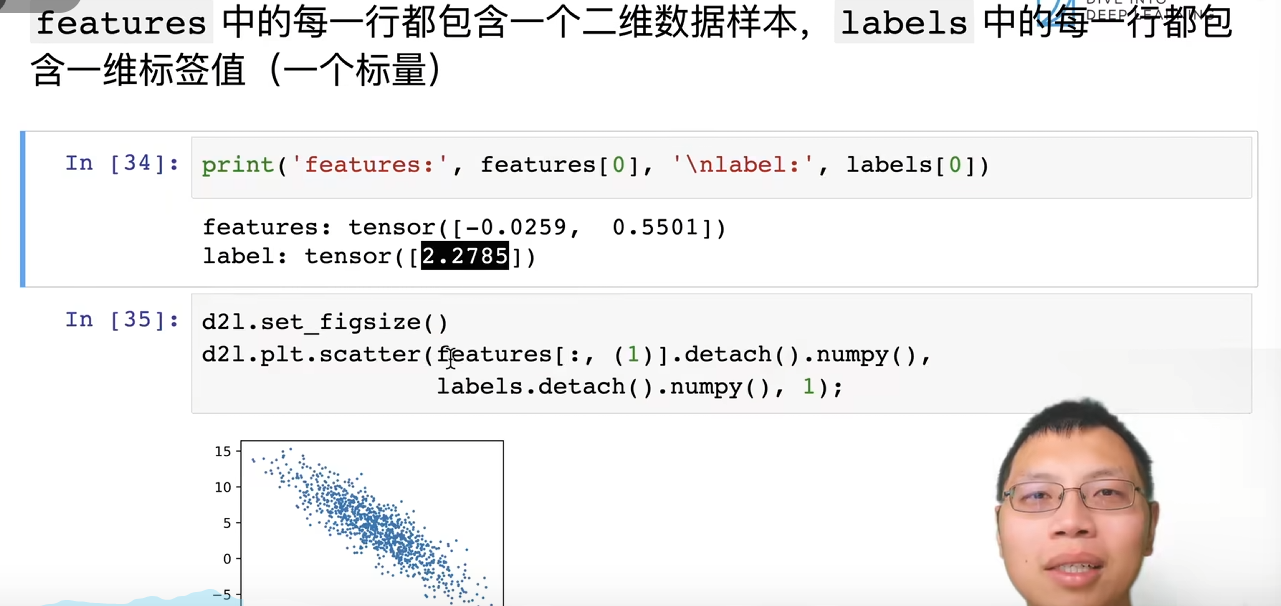 features 中的每一行都包含一个二维数据样本，labels 中的每一行都包
DIVE INTO
DEEP LEARNING
含一维标签值（一个标量）
In [34]: print('features:', features[0], '\nlabel:', labels[0])
features: tensor([-0.0259,  0.5501])
label: tensor([2.2785])
In [35]: d2l.set_figsize()
d2l.plt.scatter(features[:, (1)].detach().numpy(),
labels.detach().numpy(), 1);
15
10
5
0
−5